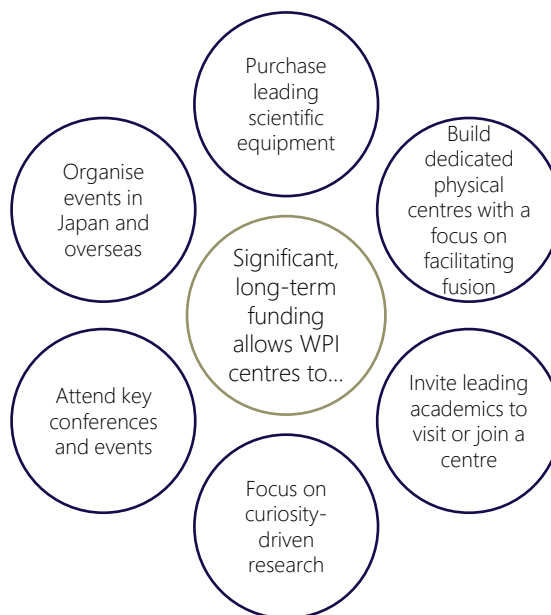 Purchase
leading
scientific
equipment
Build
dedicated
physical
centres with a
focus on
facilitating
fusion
Invite leading
academics to
visit or join a
centre
Focus on
curiosity-
driven
research
Attend key
conferences
and events
Organise
events in
Japan and
overseas
Significant,
long-term
funding
allows WPI
centres to...